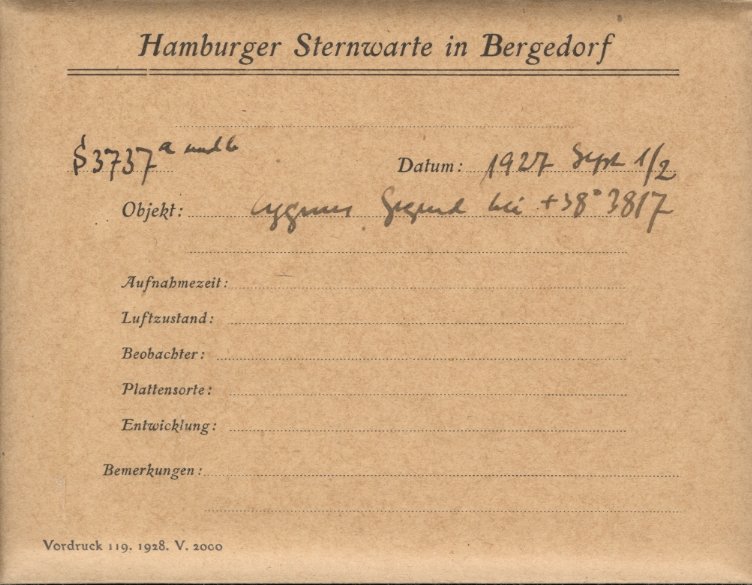 Hamburger Sternwarte in Bergedorf
S3737 a und b Datum: 1927 Sept 1/2
Objekt: Cygnus Gegend bei +38° 3817
Aufnahmezeit:
Luftzustand:
Beobachter:
Plattensorte:
Entwicklung:
Bemerkungen:
Vordruck 119. 1928. V. 2000